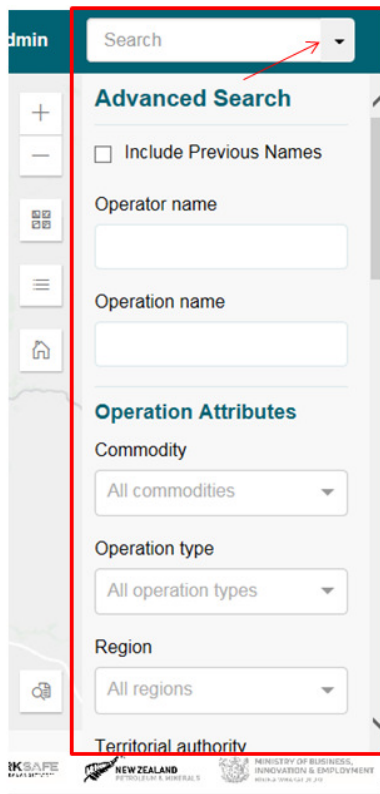 dmin
Search
Advanced Search
Include Previous Names
Operator name
Operation name
Operation Attributes
Commodity
All commodities
Operation type
All operation types
Region
All regions
Territorial authority
RKSAFE
NEW ZEALAND
PETROLEUM & MINERALS
MINISTRY OF BUSINESS,
INNOVATION & EMPLOYMENT